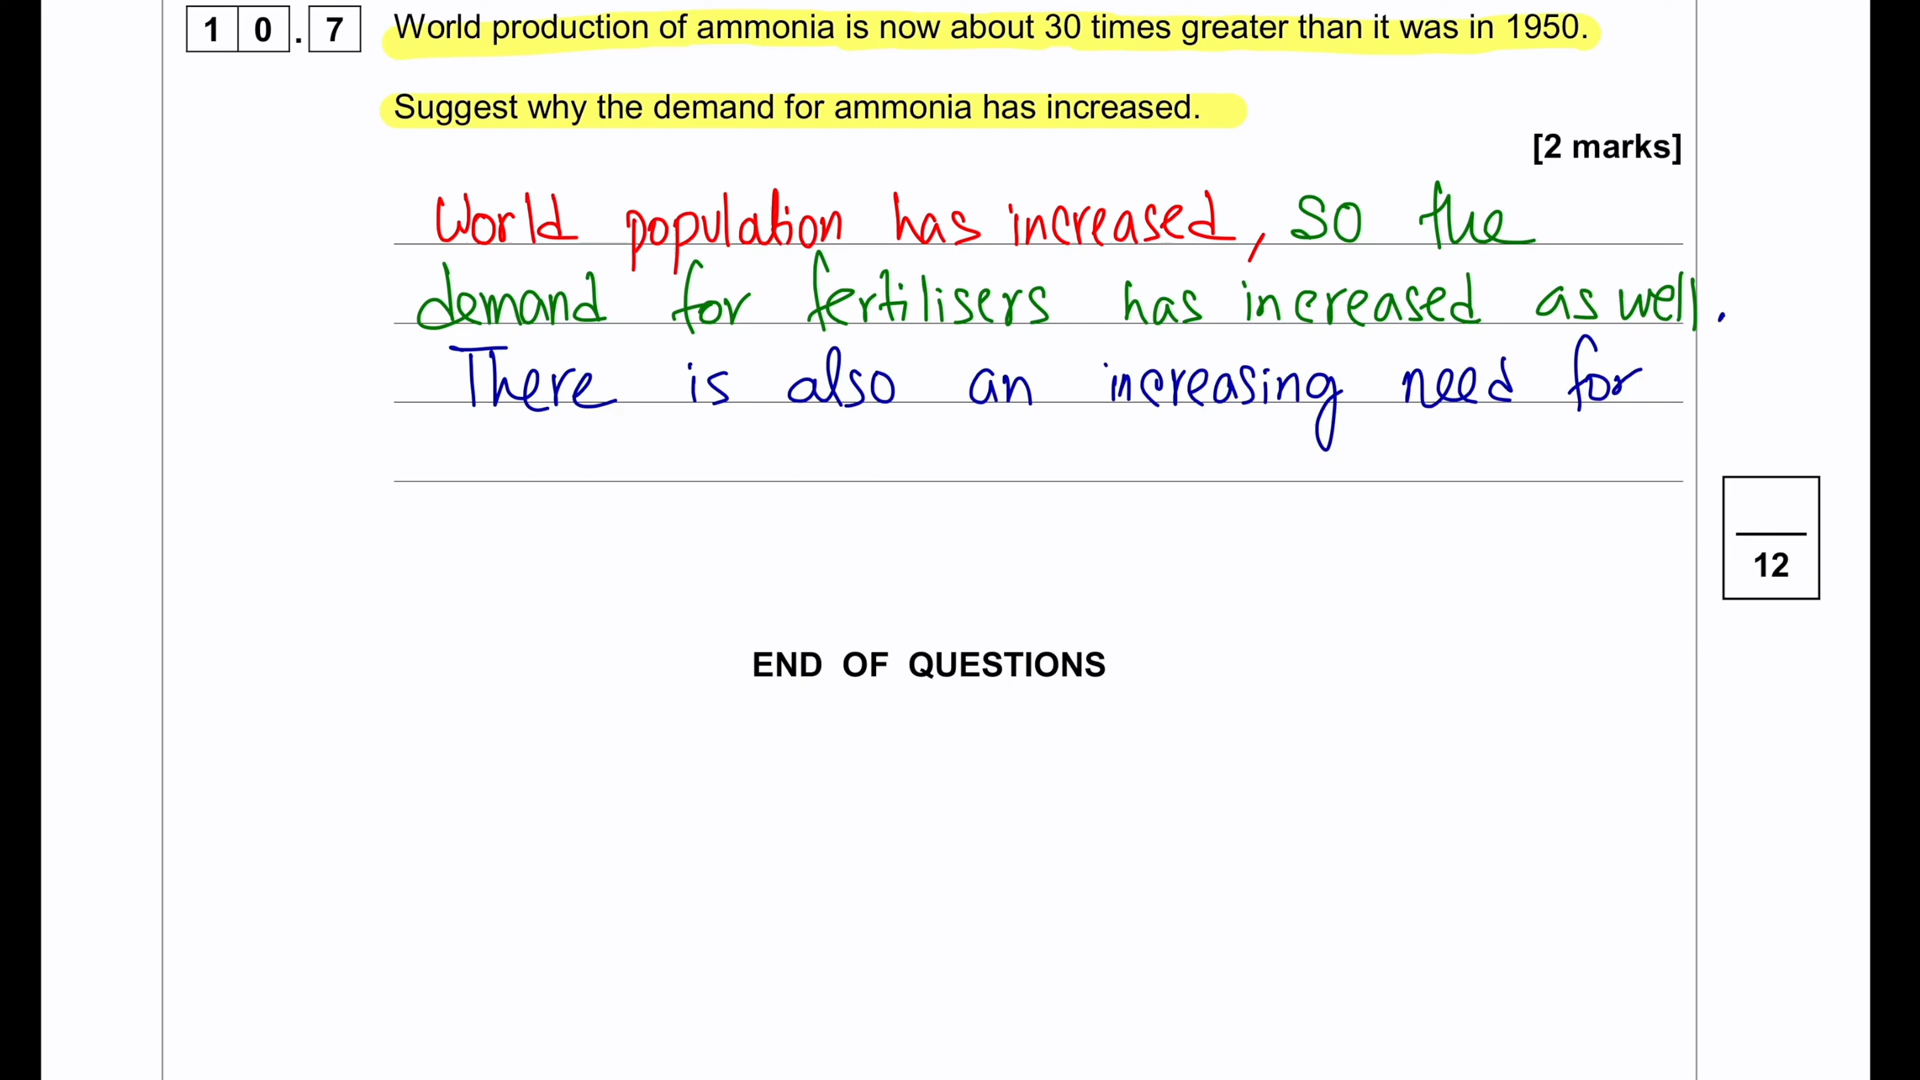 10.7 World production of ammonia is now about 30 times greater than it was in 1950.
Suggest why the demand for ammonia has increased.
[2 marks]
World population has increased, so the
demand for fertilisers has increased as well.
There is also an increasing need for
12
END OF QUESTIONS